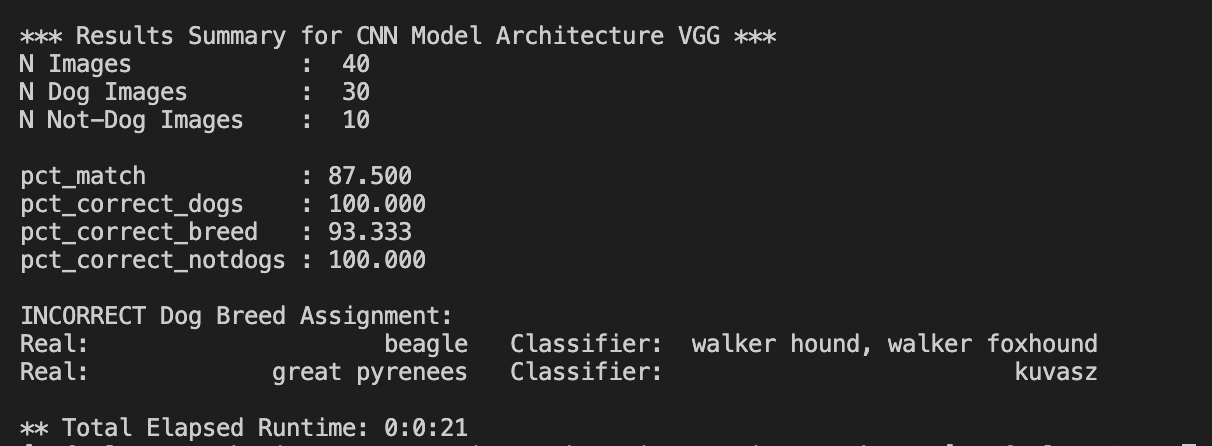 *** Results Summary for CNN Model Architecture VGG ***
N Images : 40
N Dog Images : 30
N Not-Dog Images : 10
pct_match : 87.500
pct_correct_dogs : 100.000
pct_correct_breed : 93.333
pct_correct_notdogs : 100.000
INCORRECT Dog Breed Assignment:
Real: beagle Classifier: walker hound, walker foxhound
Real: great pyrenees Classifier: kuvasz
** Total Elapsed Runtime: 0:0:21